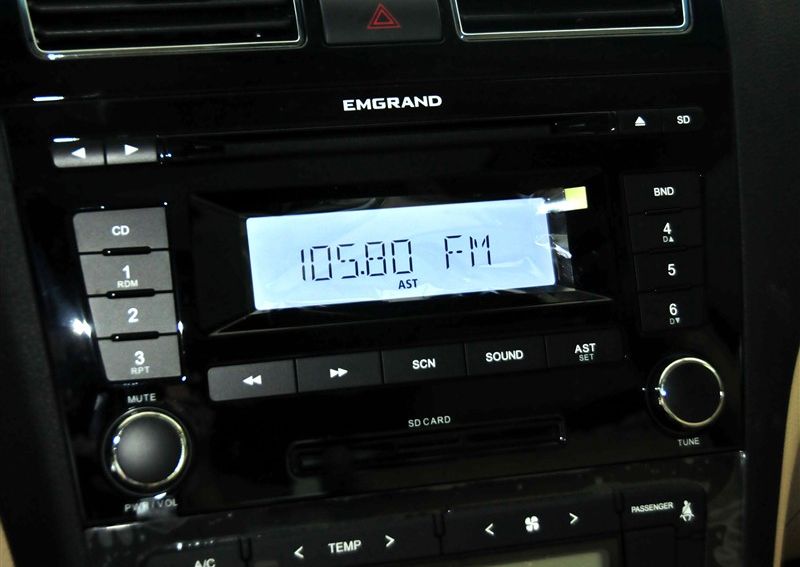 EMGRAND
SD
CD
1
RDM
2
3
RPT
105.80 FM
AST
BND
4
D▲
5
6
D▼
SCN
SOUND
AST
SET
MUTE
PWR/VOL
SD CARD
TUNE
A/C
< TEMP >
< >
PASSENGER